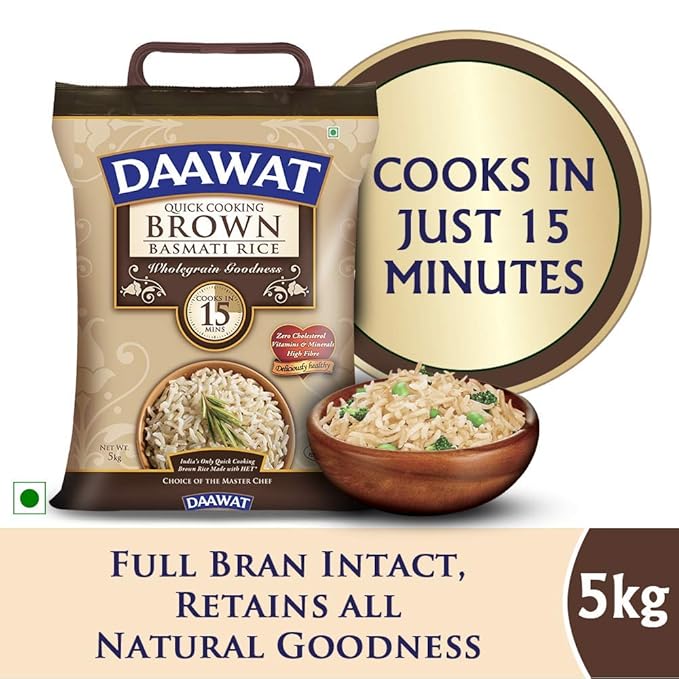 DAAWAT
QUICK COOKING
BROWN
BASMATI RICE
Wholegrain Goodness
COOKS IN
15
MINS
Zero Cholesterol
Vitamins & Minerals
High Fibre
Deliciously healthy
NET WT.
5kg
India's Only Quick Cooking
Brown Rice Made with HET*
CHOICE OF THE MASTER CHEF
DAAWAT
COOKS IN
JUST 15
MINUTES
FULL BRAN INTACT,
RETAINS ALL
NATURAL GOODNESS
5kg